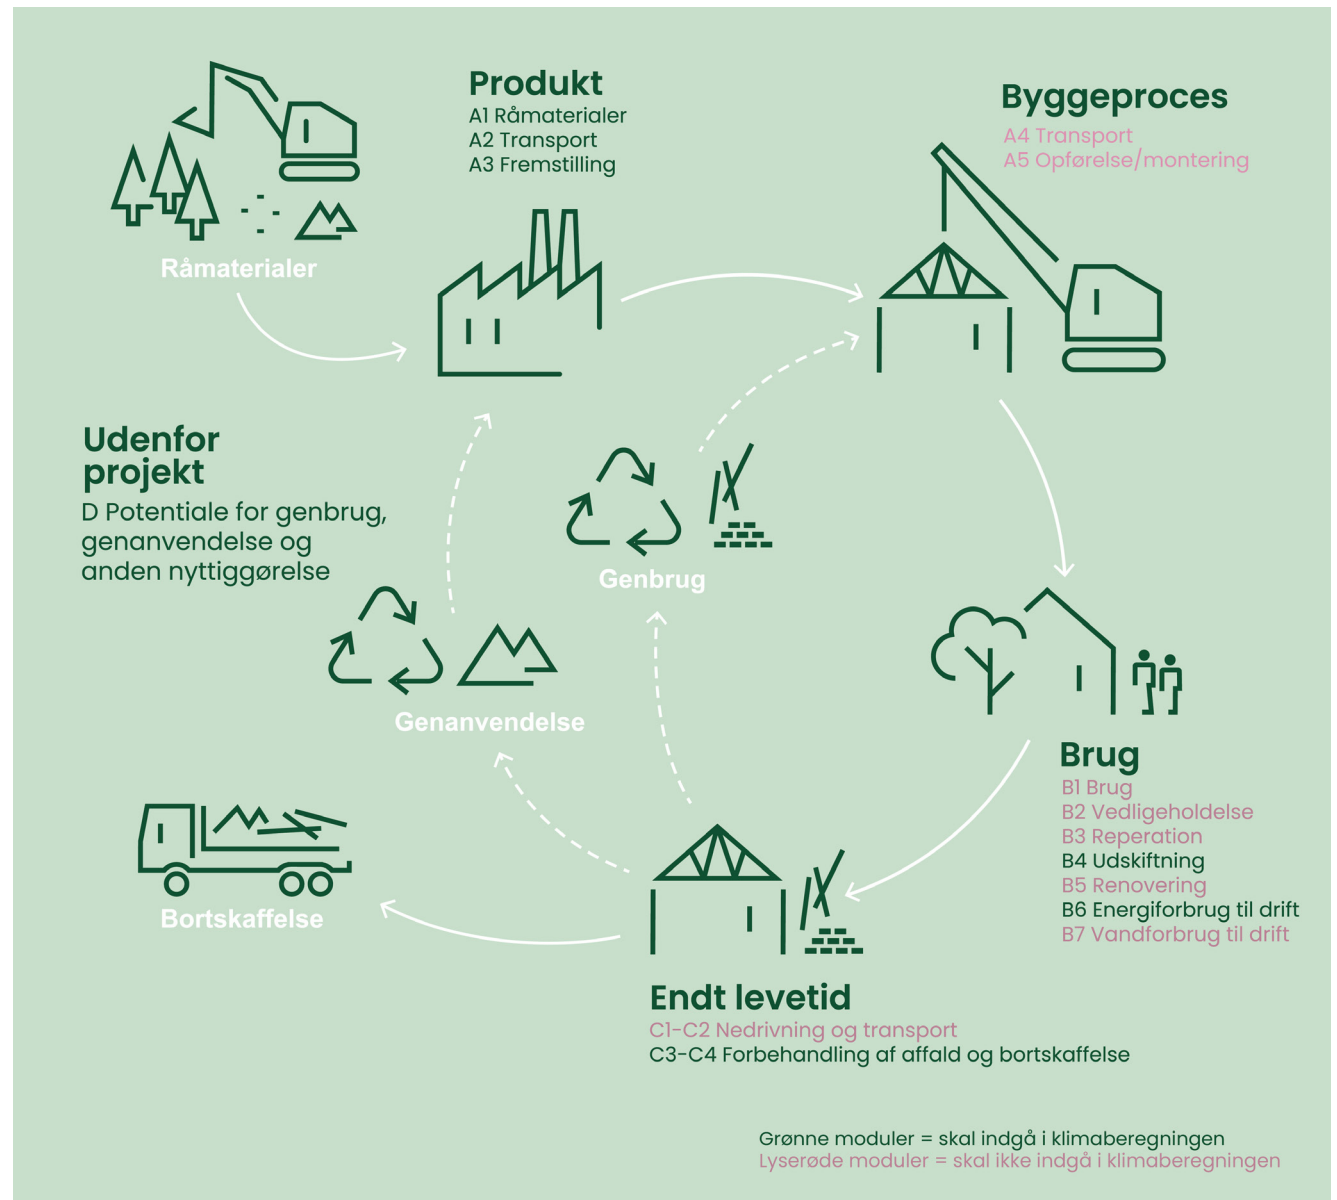 Produkt
A1 Råmaterialer
A2 Transport
A3 Fremstilling
Byggeproces
A4 Transport
A5 Opførelse/montering
Råmaterialer
Udenfor
projekt
D Potentiale for genbrug,
genanvendelse og
anden nyttiggørelse
Genbrug
Genanvendelse
Brug
B1 Brug
B2 Vedligeholdelse
B3 Reperation
B4 Udskiftning
B5 Renovering
B6 Energiforbrug til drift
B7 Vandforbrug til drift
Bortskaffelse
Endt levetid
C1-C2 Nedrivning og transport
C3-C4 Forbehandling af affald og bortskaffelse
Grønne moduler = skal indgå i klimaberegningen
Lyserøde moduler = skal ikke indgå i klimaberegningen